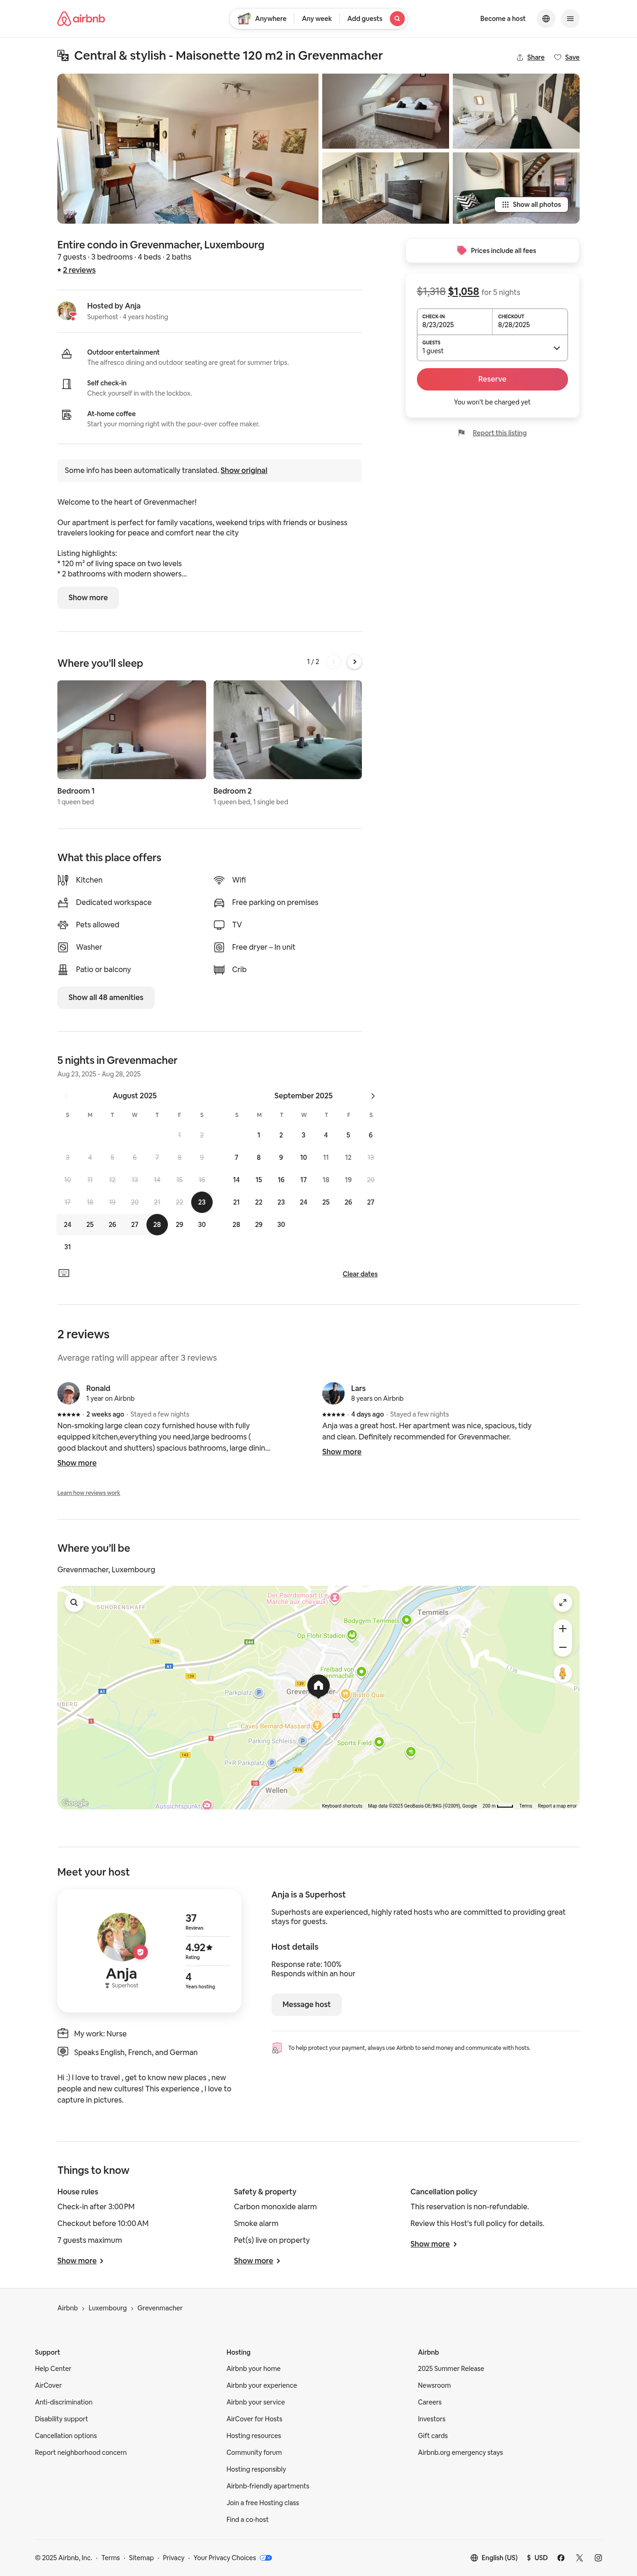 airbnb
Anywhere
Any week
Add guests
Become a host
Central & stylish - Maisonette 120 m2 in Grevenmacher
Share
Save
Show all photos
Entire condo in Grevenmacher, Luxembourg
7 guests · 3 bedrooms · 4 beds · 2 baths
★ 2 reviews
Hosted by Anja
Superhost · 4 years hosting
Outdoor entertainment
The alfresco dining and outdoor seating are great for summer trips.
Self check-in
Check yourself in with the lockbox.
At-home coffee
Start your morning right with the pour-over coffee maker.
Prices include all fees
$1,318 $1,058 for 5 nights
CHECK-IN
8/23/2025
CHECKOUT
8/28/2025
GUESTS
1 guest
Reserve
You won't be charged yet
Report this listing
Some info has been automatically translated. Show original
Welcome to the heart of Grevenmacher!
Our apartment is perfect for family vacations, weekend trips with friends or business
travelers looking for peace and comfort near the city
Listing highlights:
* 120 m² of living space on two levels
* 2 bathrooms with modern showers...
Show more
Where you'll sleep
1 / 2
Bedroom 1
1 queen bed
Bedroom 2
1 queen bed, 1 single bed
What this place offers
Kitchen
Wifi
Dedicated workspace
Free parking on premises
Pets allowed
TV
Washer
Free dryer – In unit
Patio or balcony
Crib
Show all 48 amenities
5 nights in Grevenmacher
Aug 23, 2025 - Aug 28, 2025
August 2025
S M T W T F S
1 2
3 4 5 6 7 8 9
10 11 12 13 14 15 16
17 18 19 20 21 22 23
24 25 26 27 28 29 30
31
September 2025
S M T W T F S
1 2 3 4 5 6
7 8 9 10 11 12 13
14 15 16 17 18 19 20
21 22 23 24 25 26 27
28 29 30
Clear dates
2 reviews
Average rating will appear after 3 reviews
Ronald
1 year on Airbnb
★★★★★ · 2 weeks ago · Stayed a few nights
Non-smoking large clean cozy furnished house with fully
equipped kitchen,everything you need,large bedrooms (
good blackout and shutters) spacious bathrooms, large dinin...
Show more
Lars
8 years on Airbnb
★★★★★ · 4 days ago · Stayed a few nights
Anja was a great host. Her apartment was nice, spacious, tidy
and clean. Definitely recommended for Grevenmacher.
Show more
Learn how reviews work
Where you'll be
Grevenmacher, Luxembourg
SCHORENSHAFF
Der Päerdsmoart
Marché aux chevaux
Temmels
Bodygym Temmels
Op Flohr Stadion
Freibad von
Parkplatz
Bistro Quai
Caves Bernard-Massard
Parking Schleiss
Sports Field
P+R Parkplatz
Wellen
Aussichtspunkt
Google
Keyboard shortcuts
Map data ©2025 GeoBasis-DE/BKG (©2009), Google
200 m
Terms
Report a map error
Meet your host
Anja
Superhost
37
Reviews
4.92★
Rating
4
Years hosting
My work: Nurse
Speaks English, French, and German
Hi :) I love to travel , get to know new places , new
people and new cultures! This experience , I love to
capture in pictures.
Anja is a Superhost
Superhosts are experienced, highly rated hosts who are committed to providing great
stays for guests.
Host details
Response rate: 100%
Responds within an hour
Message host
To help protect your payment, always use Airbnb to send money and communicate with hosts.
Things to know
House rules
Check-in after 3:00 PM
Checkout before 10:00 AM
7 guests maximum
Show more
Safety & property
Carbon monoxide alarm
Smoke alarm
Pet(s) live on property
Show more
Cancellation policy
This reservation is non-refundable.
Review this Host's full policy for details.
Show more
Airbnb
Luxembourg
Grevenmacher
Support
Help Center
AirCover
Anti-discrimination
Disability support
Cancellation options
Report neighborhood concern
Hosting
Airbnb your home
Airbnb your experience
Airbnb your service
AirCover for Hosts
Hosting resources
Community forum
Hosting responsibly
Airbnb-friendly apartments
Join a free Hosting class
Find a co-host
Airbnb
2025 Summer Release
Newsroom
Careers
Investors
Gift cards
Airbnb.org emergency stays
© 2025 Airbnb, Inc. · Terms · Sitemap · Privacy · Your Privacy Choices
English (US)
$ USD